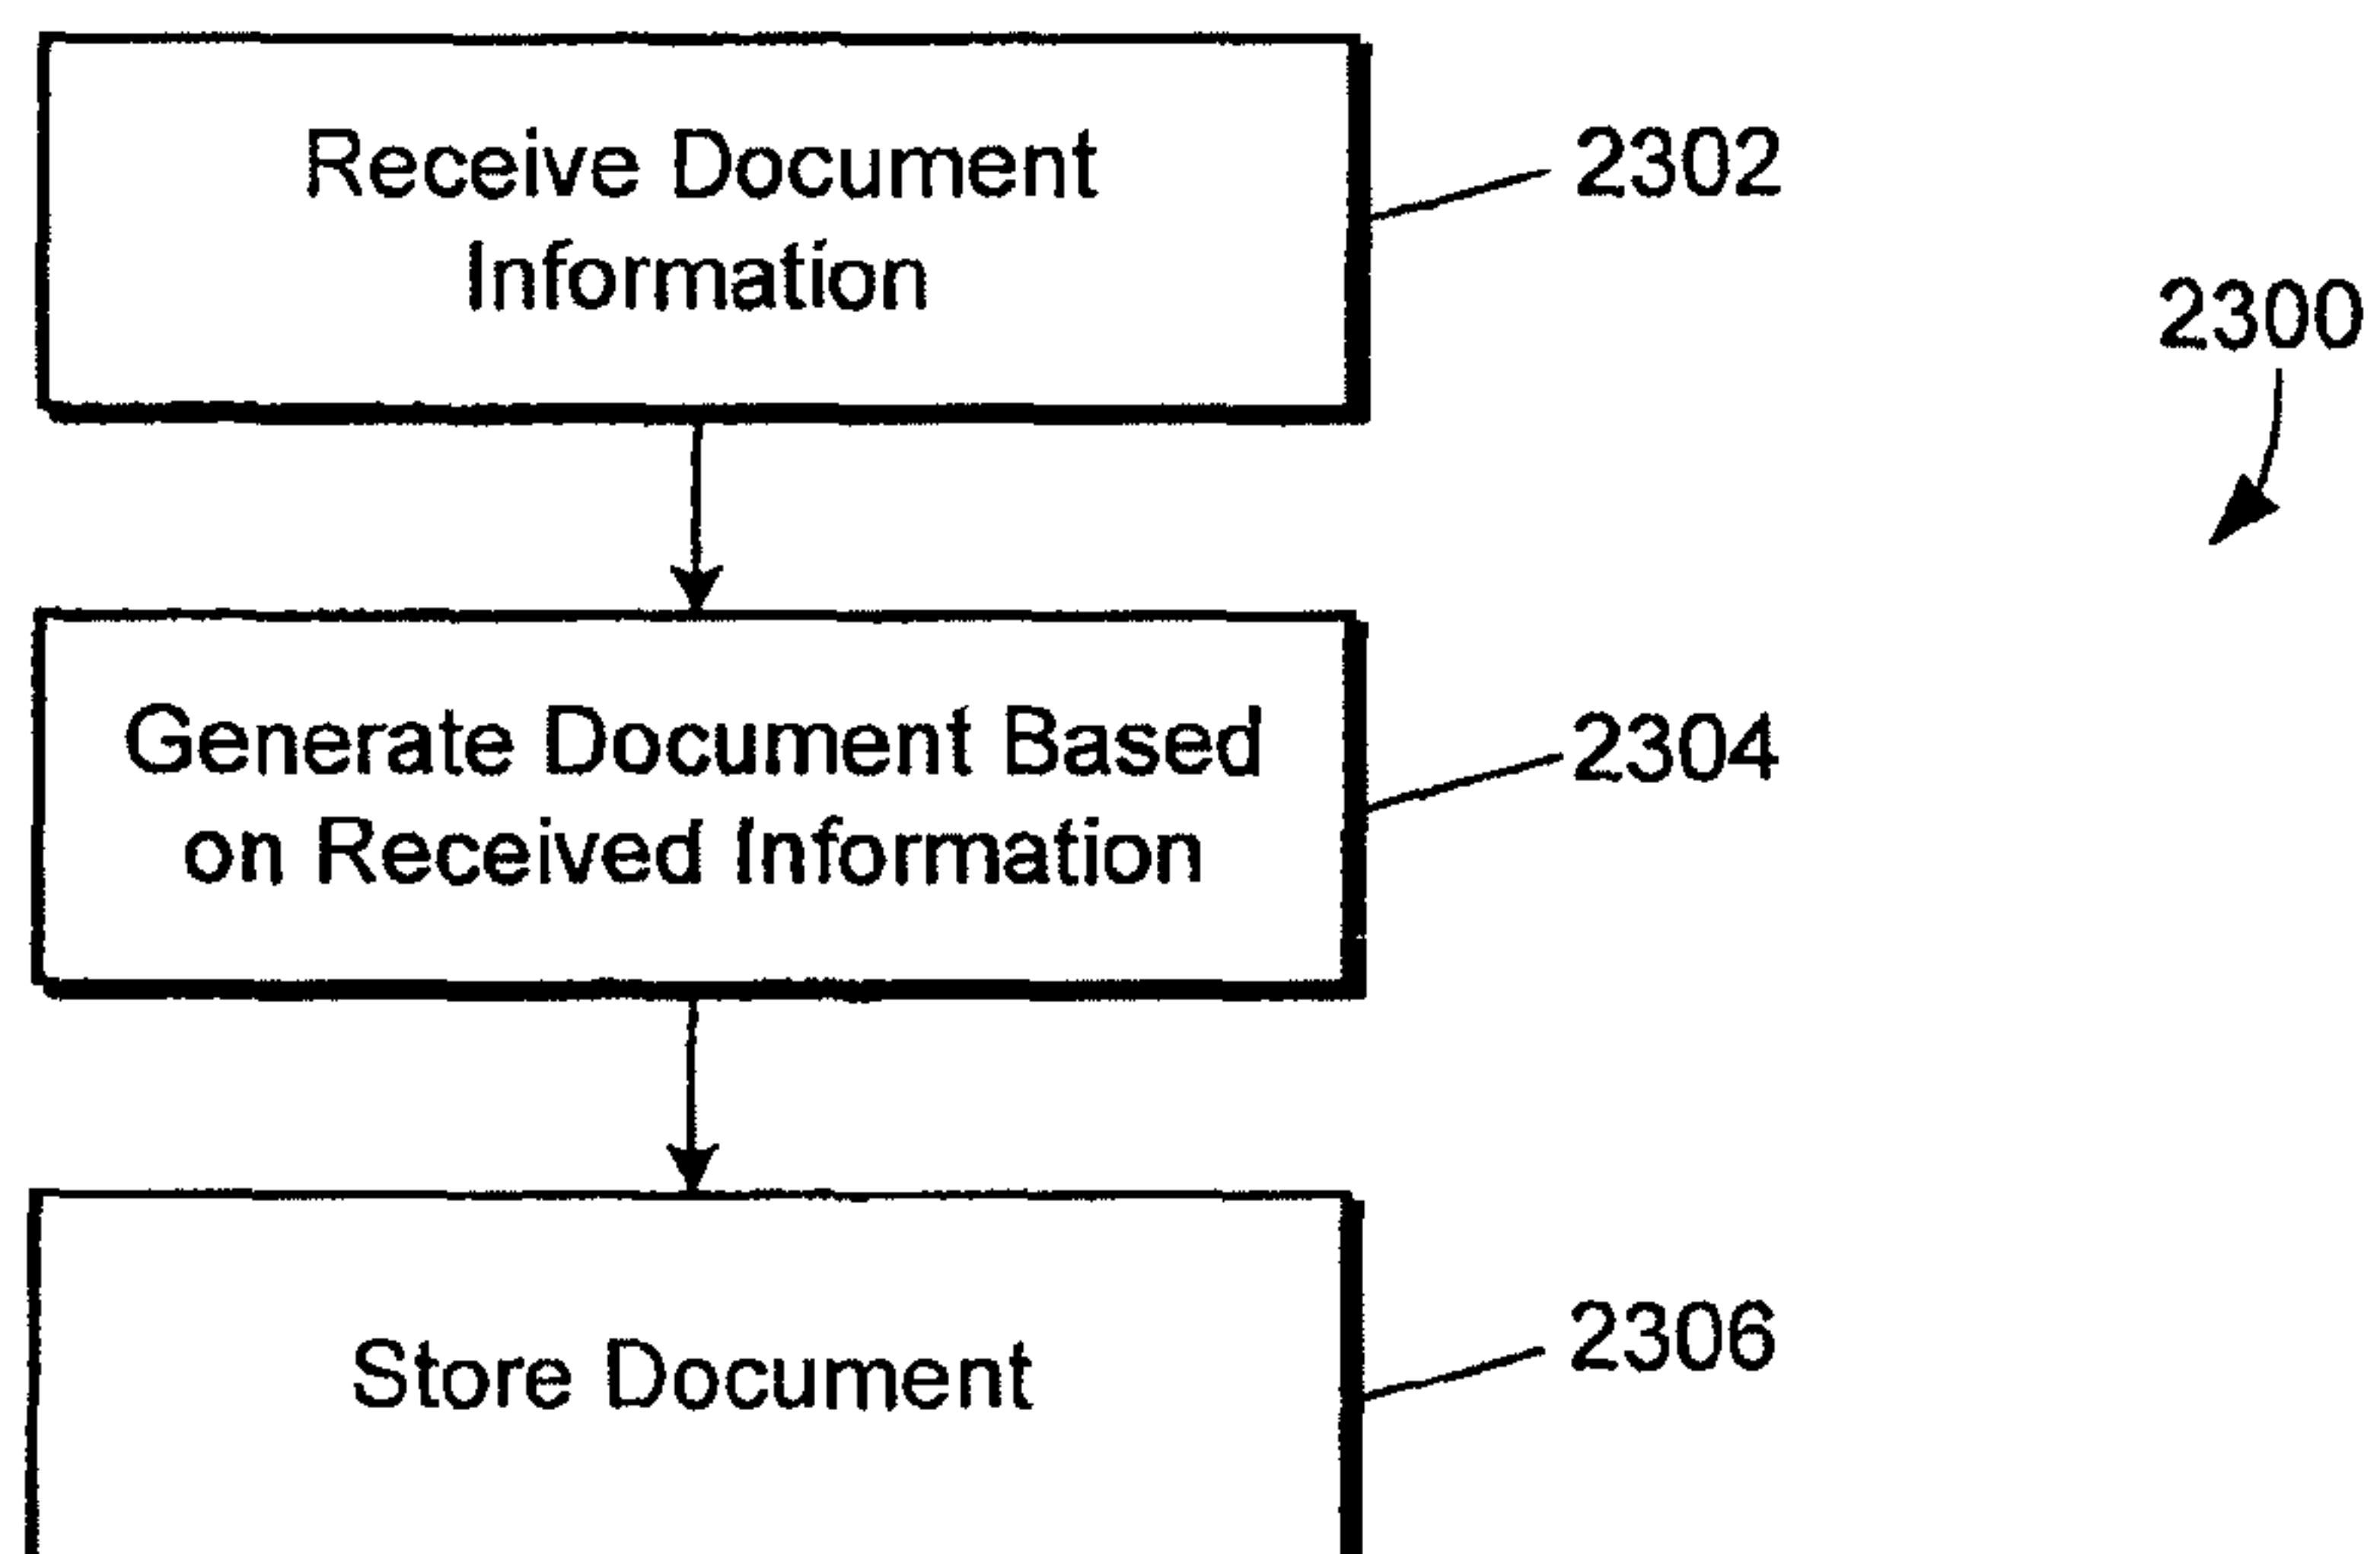 Receive Document
Information
2302
2300
Generate Document Based
on Received Information
2304
Store Document
2306